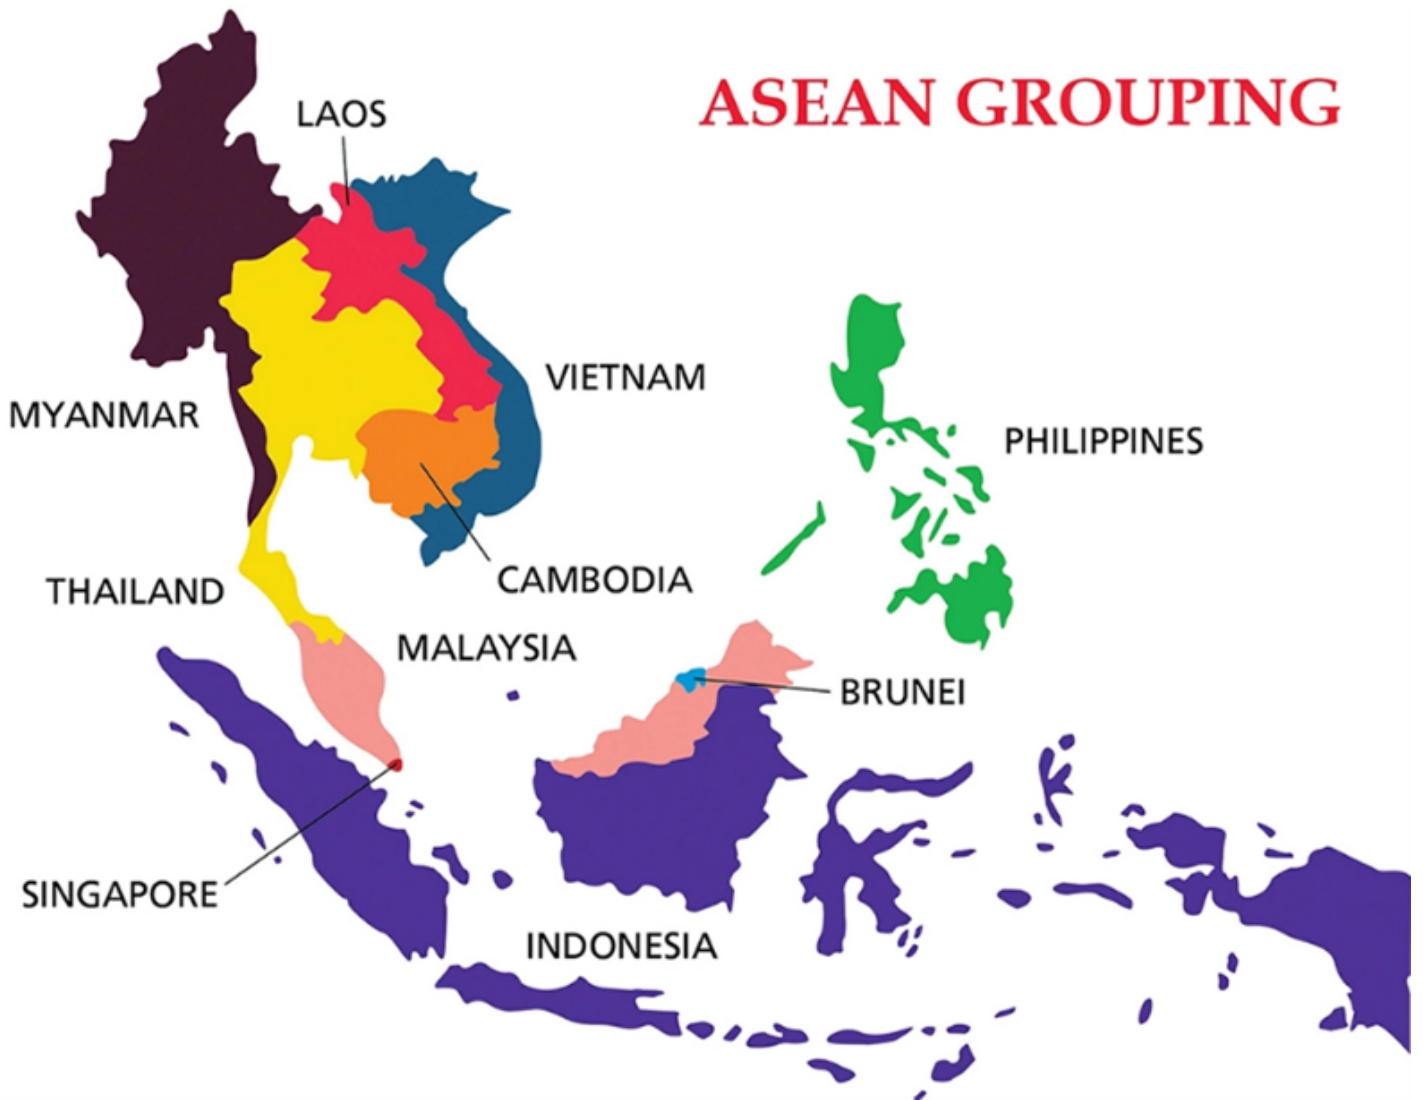 ASEAN GROUPING
LAOS
VIETNAM
MYANMAR
PHILIPPINES
CAMBODIA
THAILAND
MALAYSIA
BRUNEI
SINGAPORE
INDONESIA